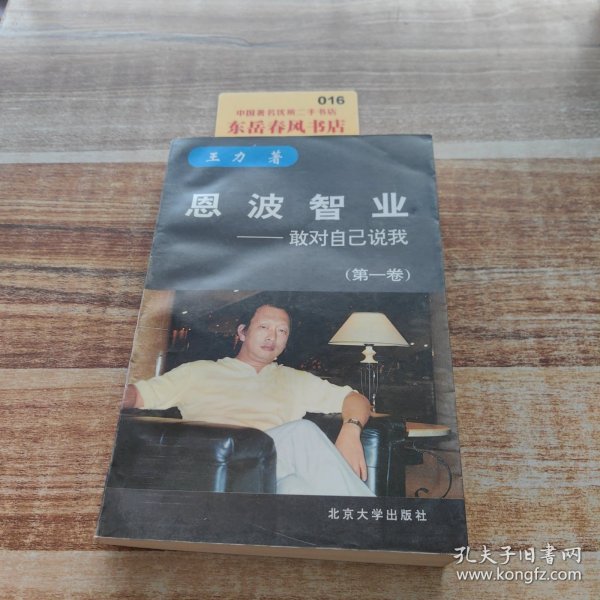 016
中国著名优质二手书店
东岳春风书店
王力 著
恩波智业
——敢对自己说我
(第一卷)
北京大学出版社
孔夫子旧书网
www.kongfz.com